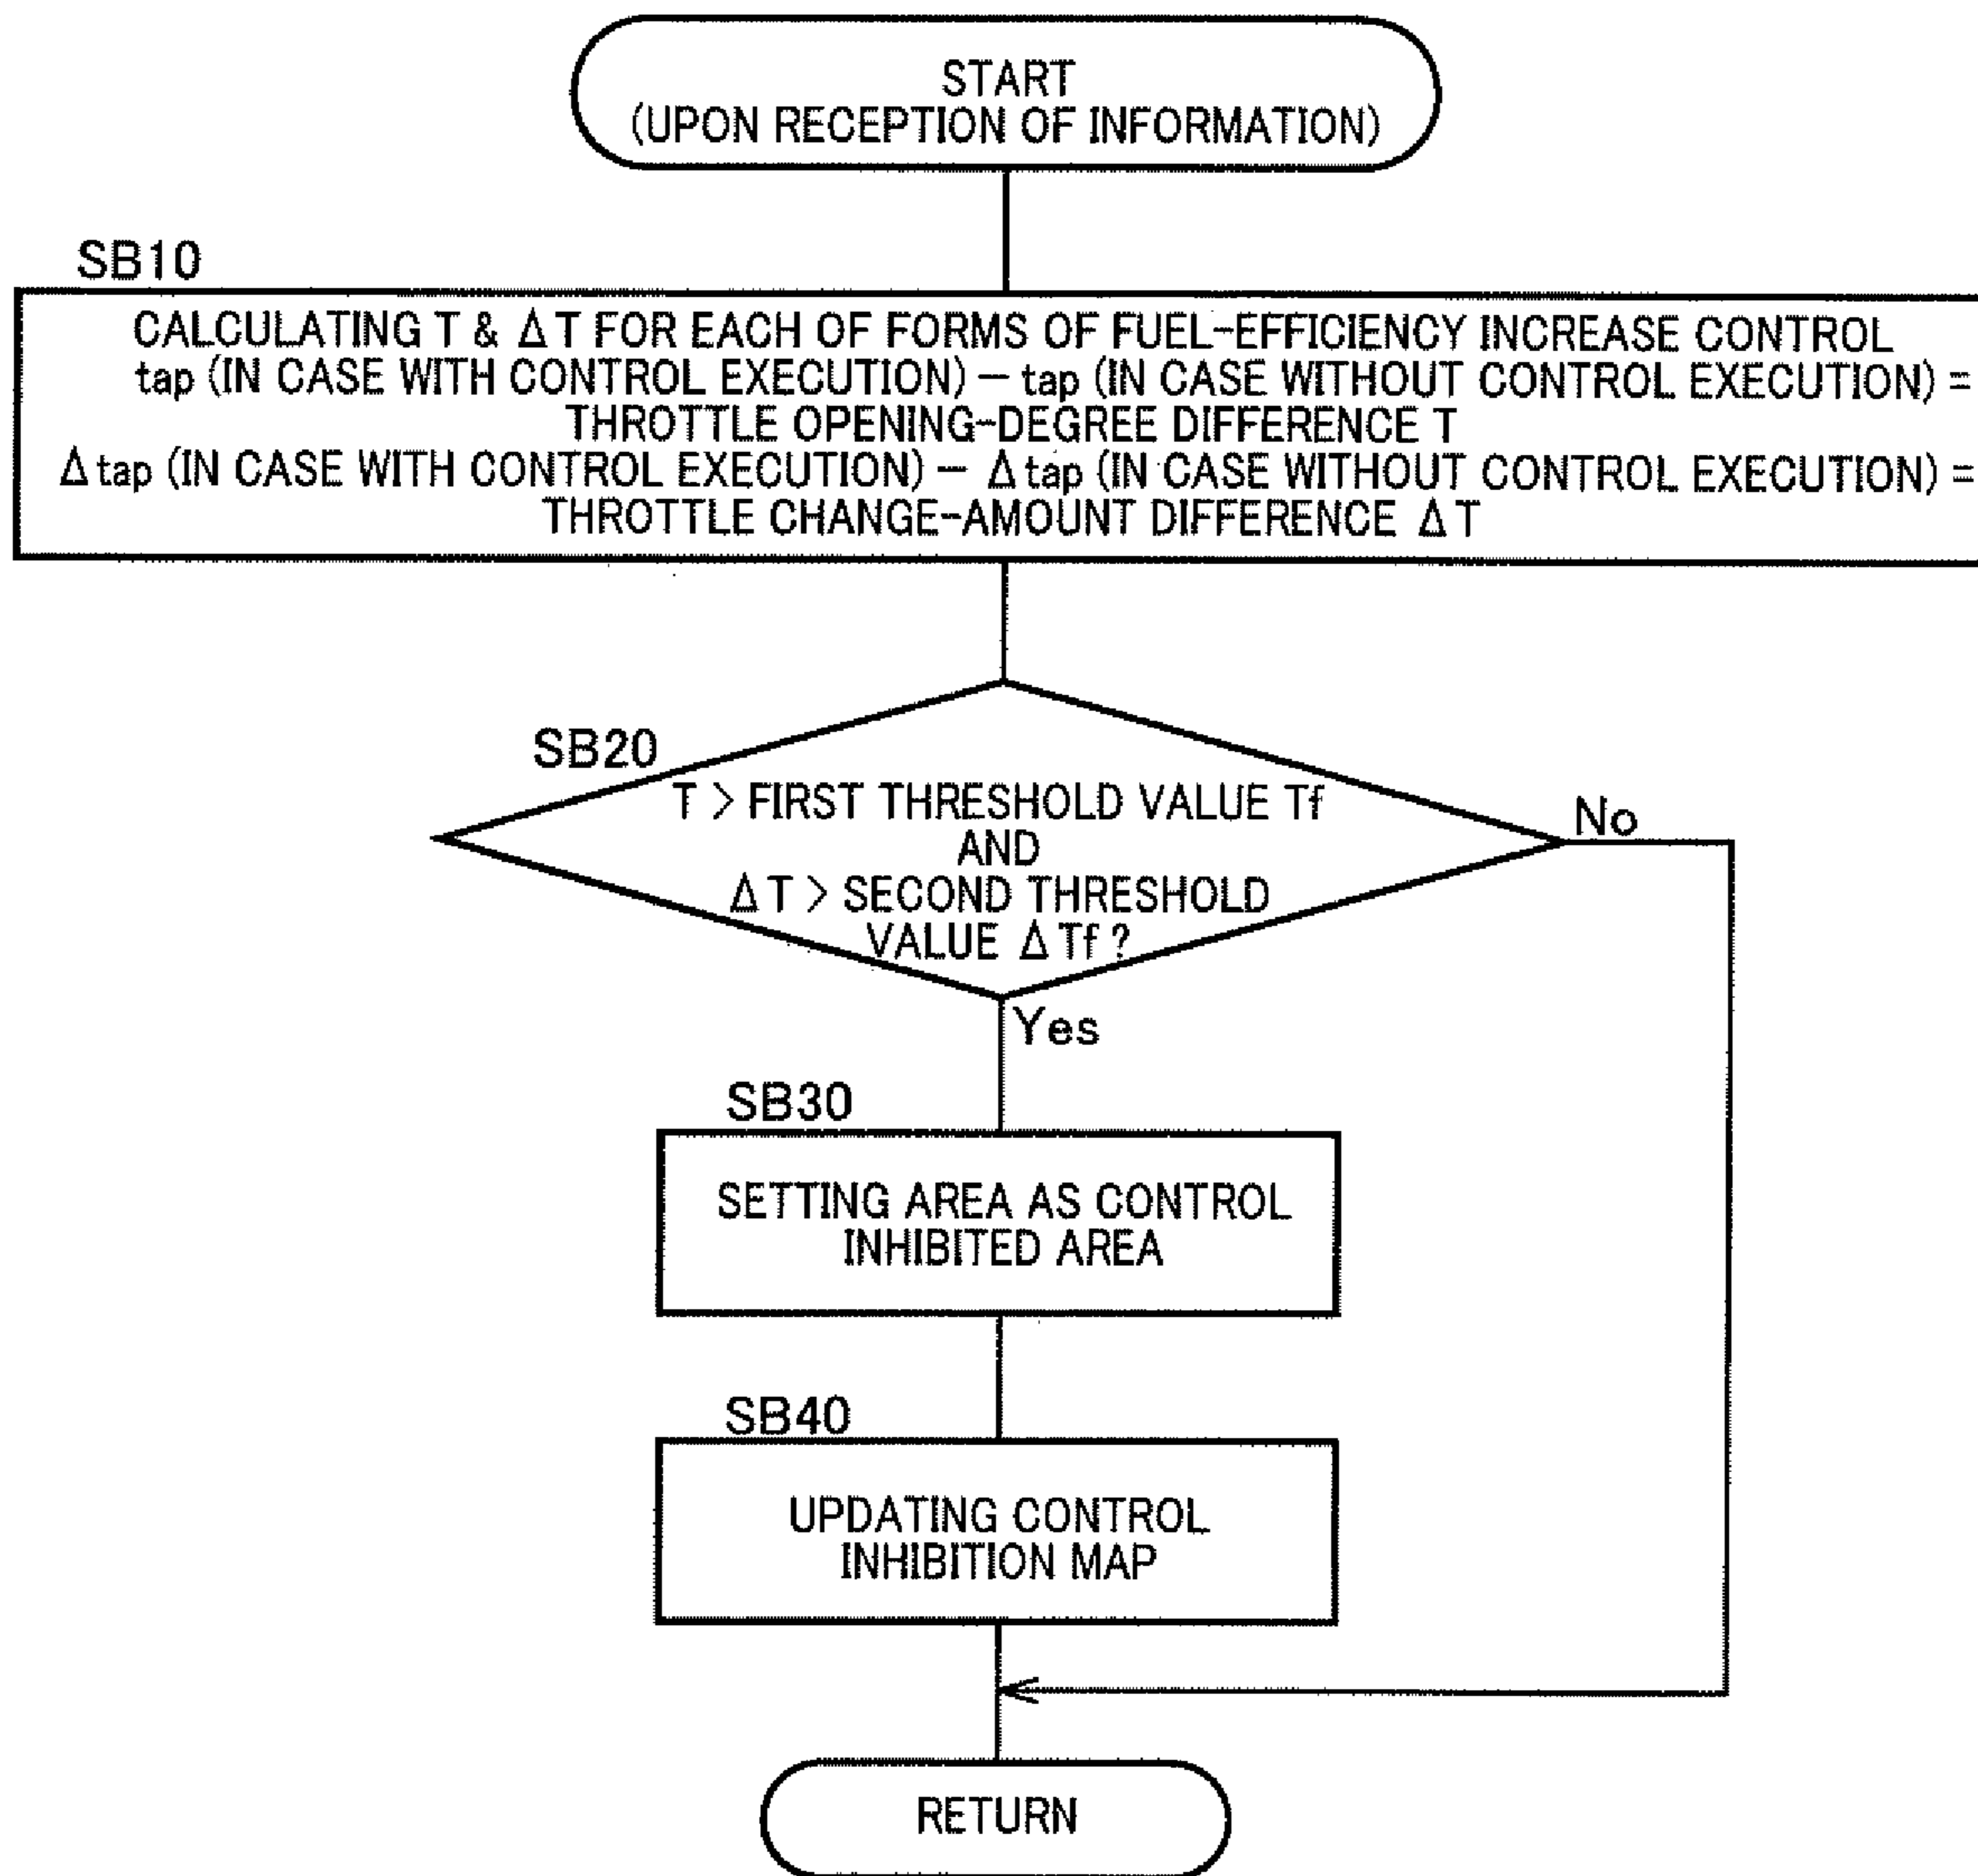 START
(UPON RECEPTION OF INFORMATION)
SB10
CALCULATING T & ΔT FOR EACH OF FORMS OF FUEL-EFFICIENCY INCREASE CONTROL
tap (IN CASE WITH CONTROL EXECUTION) − tap (IN CASE WITHOUT CONTROL EXECUTION) =
THROTTLE OPENING-DEGREE DIFFERENCE T
Δtap (IN CASE WITH CONTROL EXECUTION) − Δtap (IN CASE WITHOUT CONTROL EXECUTION) =
THROTTLE CHANGE-AMOUNT DIFFERENCE ΔT
SB20
T > FIRST THRESHOLD VALUE Tf
AND
ΔT > SECOND THRESHOLD
VALUE ΔTf?
No
Yes
SB30
SETTING AREA AS CONTROL
INHIBITED AREA
SB40
UPDATING CONTROL
INHIBITION MAP
RETURN